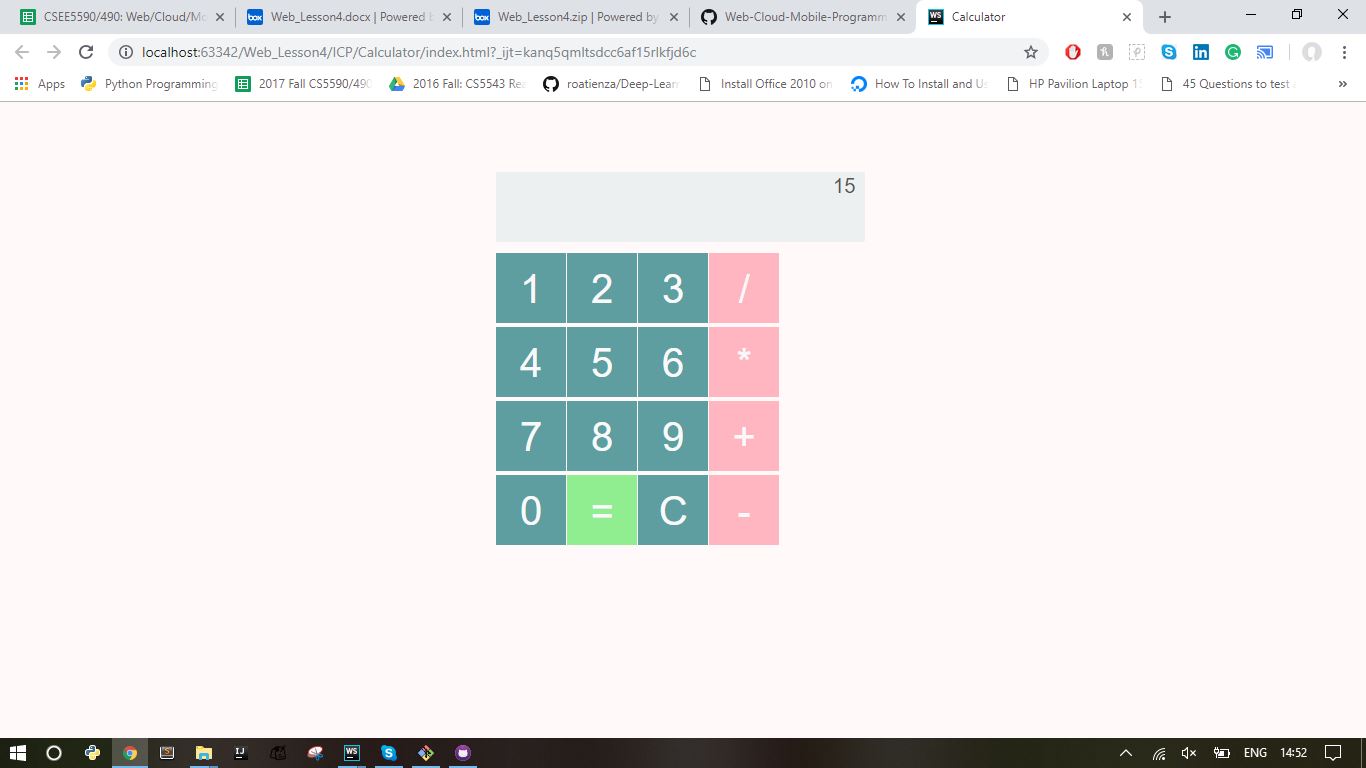 CSEE5590/490: Web/Cloud/Mo
Web_Lesson4.docx | Powered b
Web_Lesson4.zip | Powered by
Web-Cloud-Mobile-Programm
WS Calculator
localhost:63342/Web_Lesson4/ICP/Calculator/index.html?_ijt=kanq5qmltsdcc6af15rlkfjd6c
Apps Python Programming 2017 Fall CS5590/490 2016 Fall: CS5543 Rea roatienza/Deep-Learn Install Office 2010 on How To Install and Us HP Pavilion Laptop 15 45 Questions to test a »
15
1 2 3 /
4 5 6 *
7 8 9 +
0 = C -
ENG 14:52